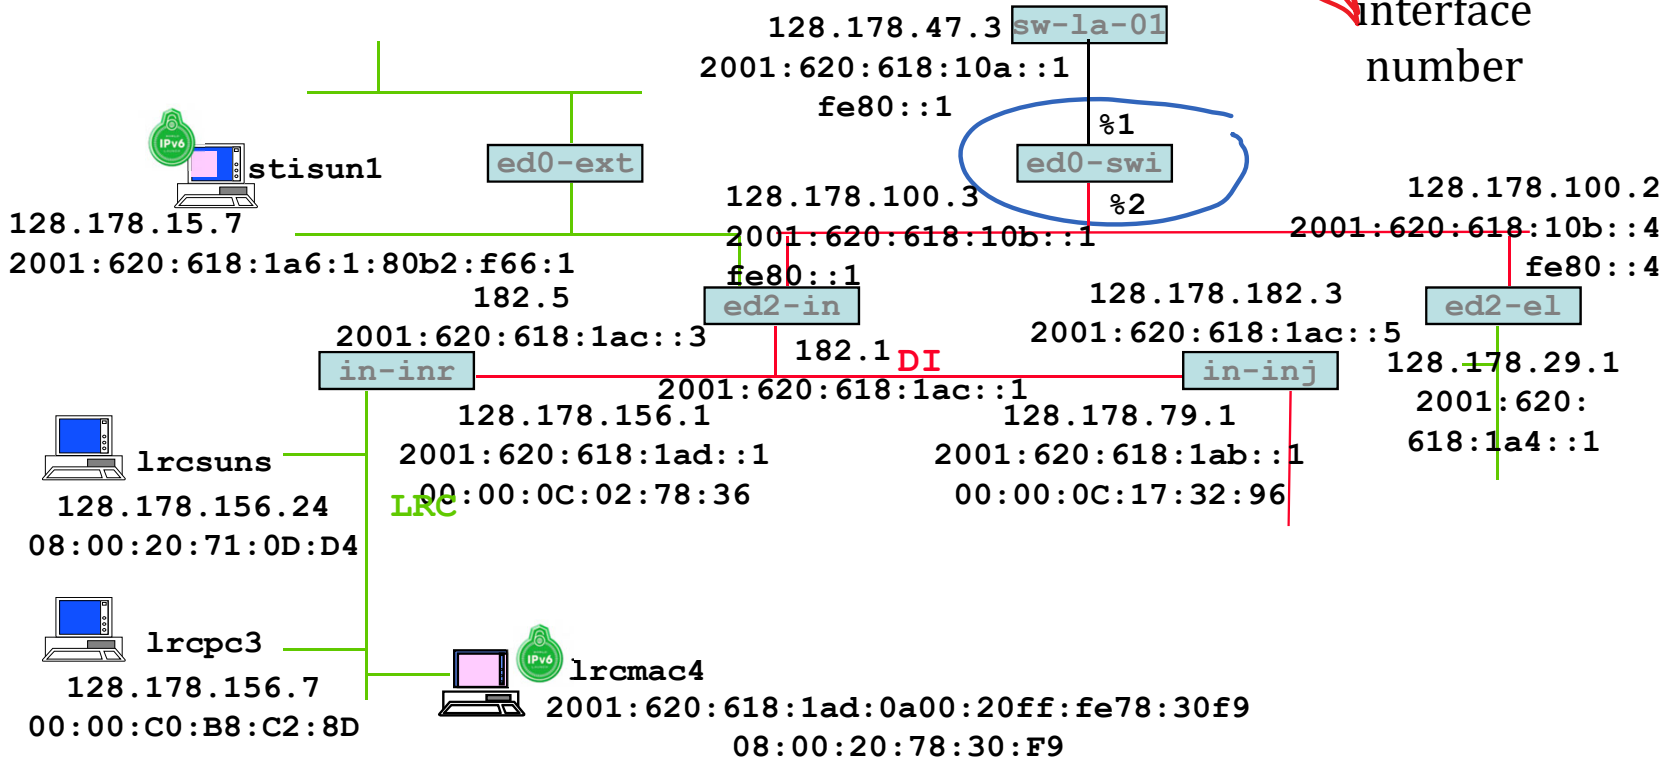 interface
number
128.178.47.3
sw-la-01
2001:620:618:10a::1
fe80::1
%1
IPv6
stisun1
ed0-ext
ed0-swi
%2
128.178.15.7
2001:620:618:1a6:1:80b2:f66:1
128.178.100.3
2001:620:618:10b::1
fe80::1
128.178.100.2
2001:620:618:10b::4
fe80::4
182.5
2001:620:618:1ac::3
ed2-in
128.178.182.3
2001:620:618:1ac::5
ed2-el
in-inr
182.1
DI
2001:620:618:1ac::1
in-inj
128.178.29.1
2001:620:
618:1a4::1
128.178.156.1
2001:620:618:1ad::1
00:00:0C:02:78:36
128.178.79.1
2001:620:618:1ab::1
00:00:0C:17:32:96
lrcsuns
128.178.156.24
08:00:20:71:0D:D4
LRC
lrcpc3
128.178.156.7
00:00:C0:B8:C2:8D
IPv6
lrcmac4
2001:620:618:1ad:0a00:20ff:fe78:30f9
08:00:20:78:30:F9